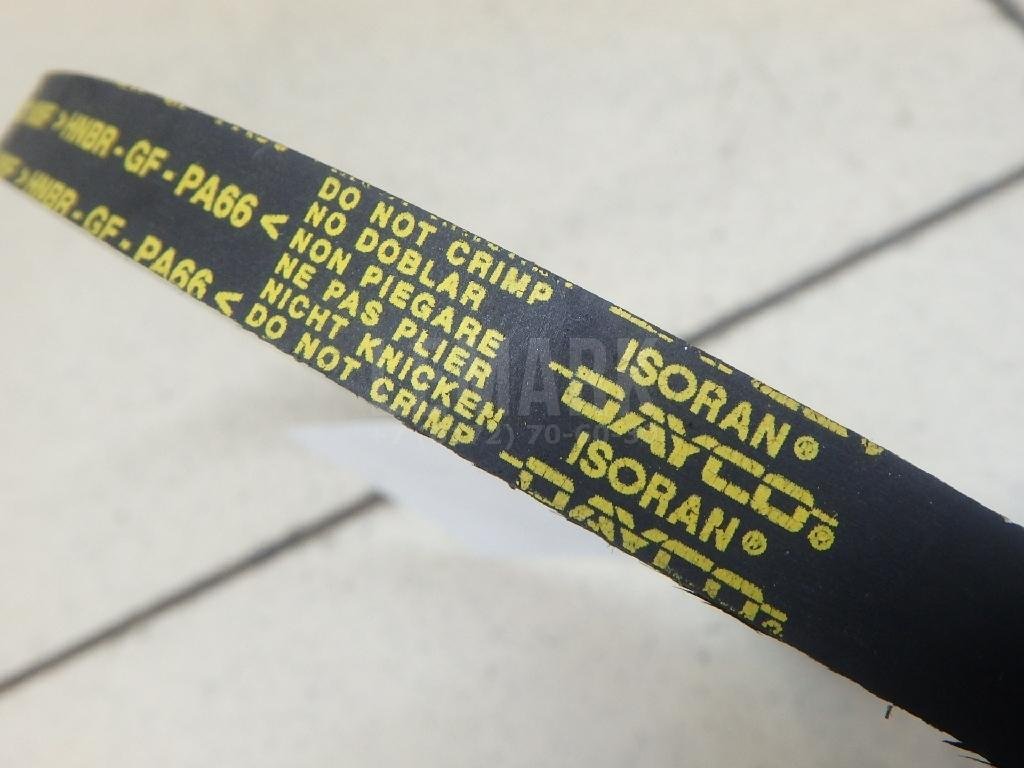 >HNBR-GF-PA66<
>HNBR-GF-PA66<
DO NOT CRIMP
NO DOBLAR
NON PIEGARE
NE PAS PLIER
NICHT KNICKEN
DO NOT CRIMP
ISORAN®
DAYCO®
ISORAN®
DAYCO
MARK